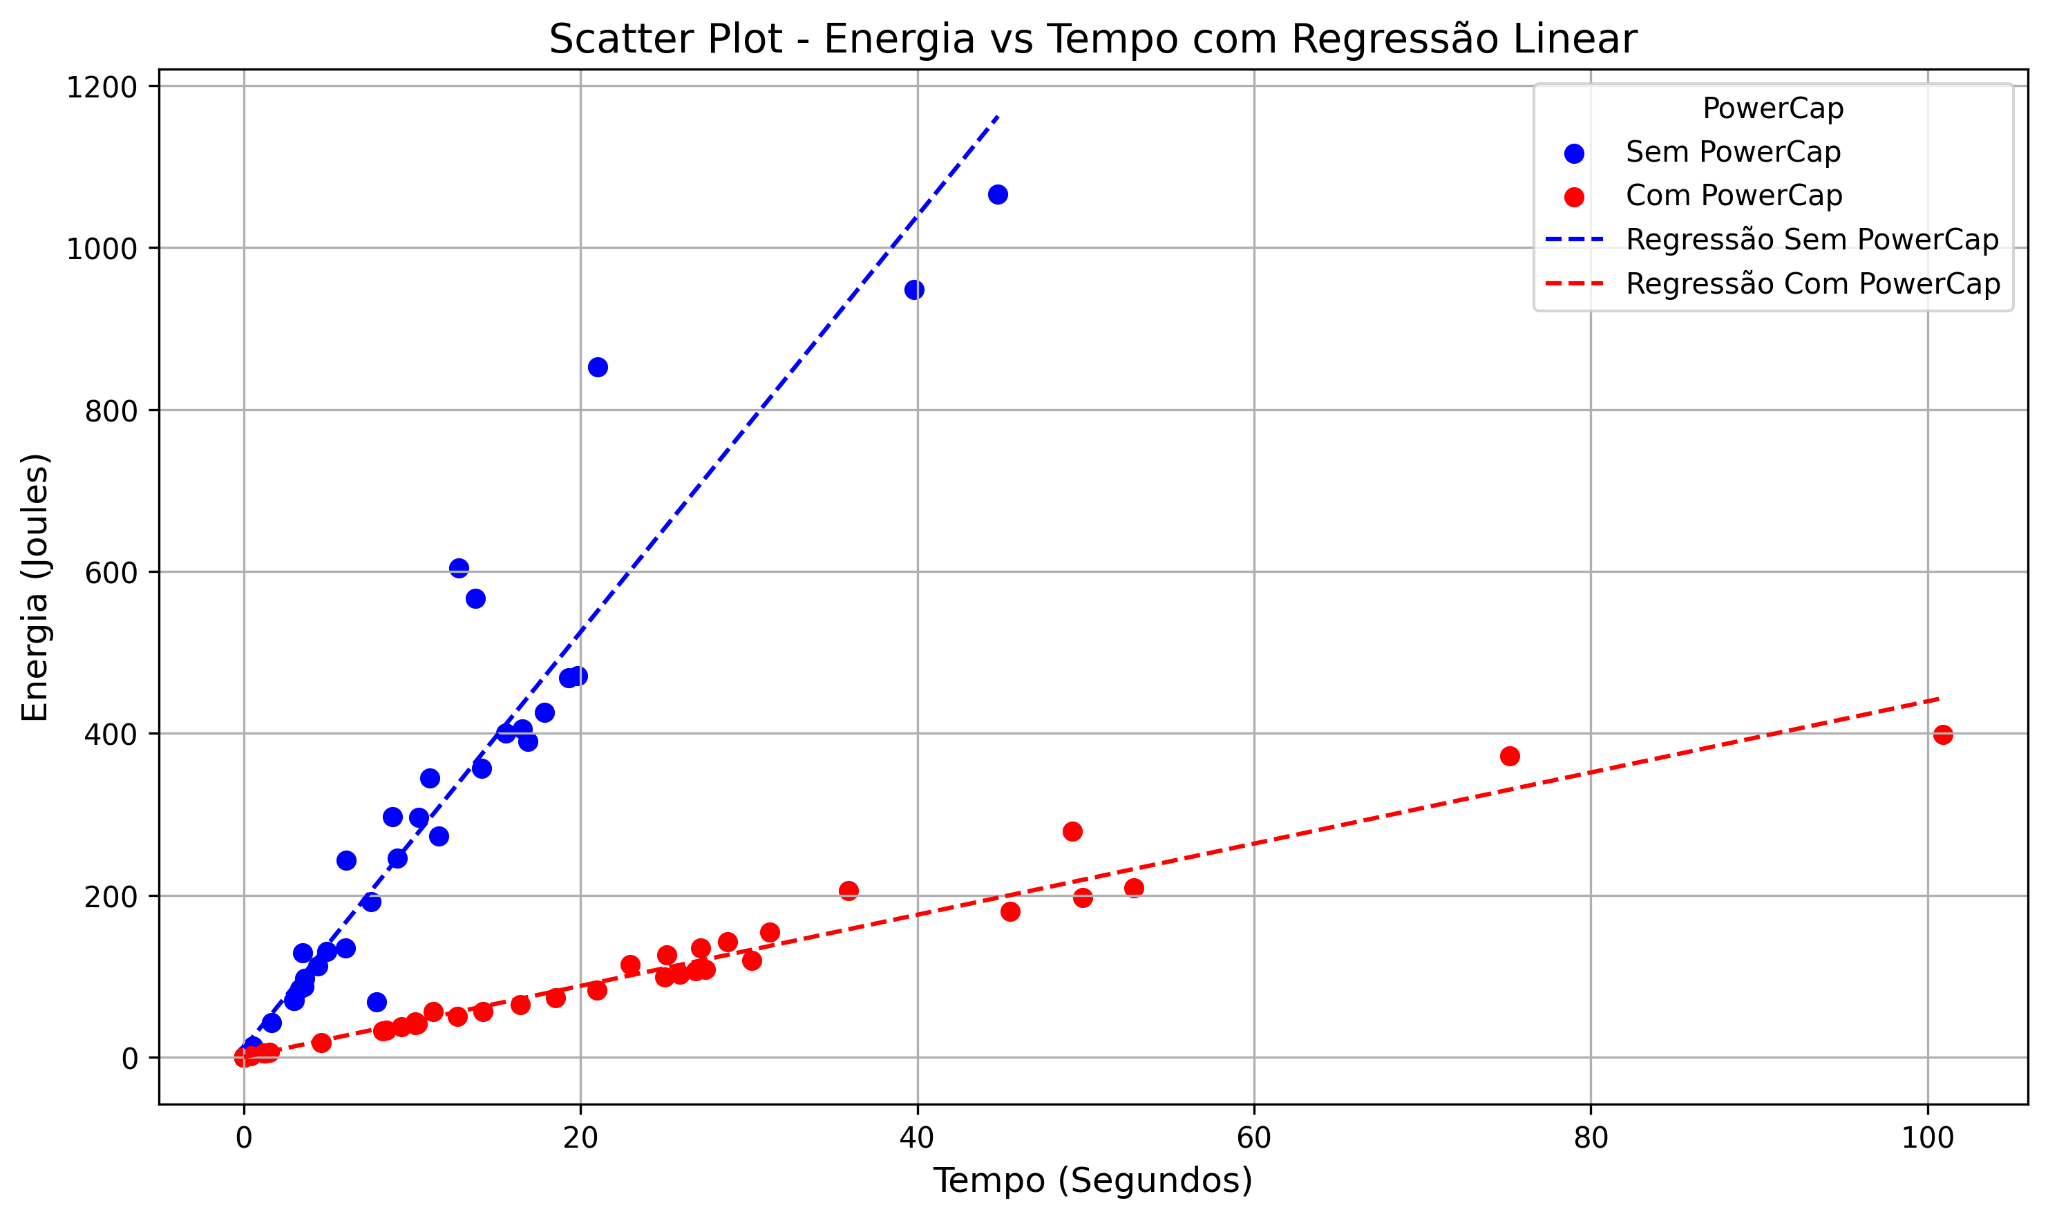 Scatter Plot - Energia vs Tempo com Regressão Linear
PowerCap
Sem PowerCap
Com PowerCap
Regressão Sem PowerCap
Regressão Com PowerCap
Energia (Joules)
1200
1000
800
600
400
200
0
0 20 40 60 80 100
Tempo (Segundos)